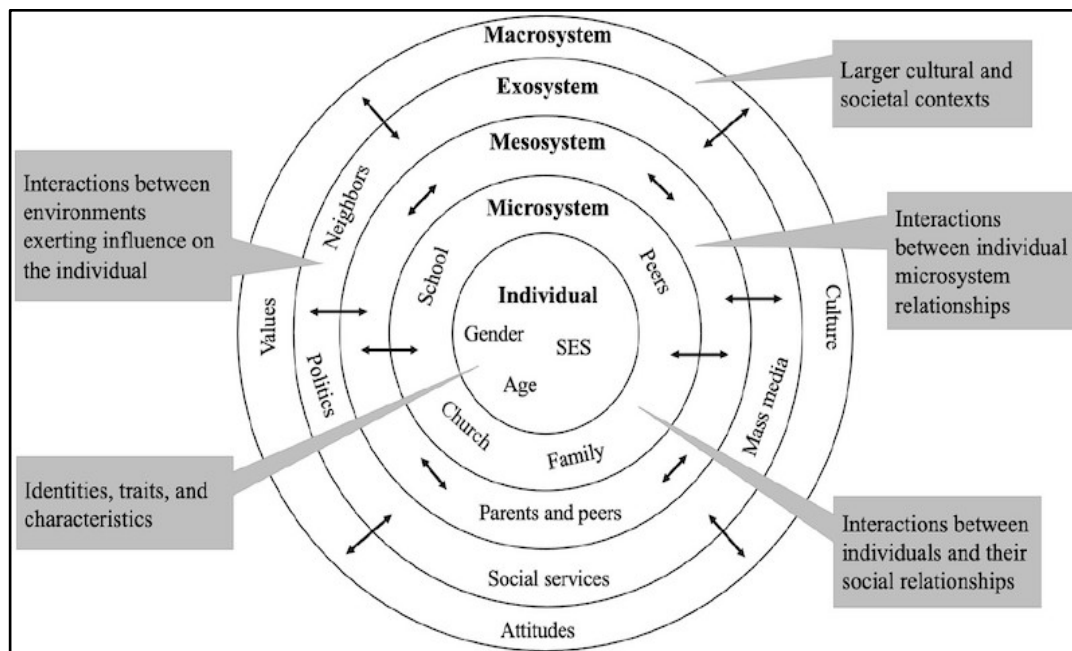 Macrosystem
Larger cultural and
societal contexts
Exosystem
Mesosystem
Interactions between
environments
exerting influence on
the individual
Neighbors
Microsystem
Interactions
between individual
microsystem
relationships
School
Peers
Individual
Gender
SES
Age
Values
Culture
Politics
Mass media
Church
Family
Identities, traits, and
characteristics
Parents and peers
Interactions between
individuals and their
social relationships
Social services
Attitudes